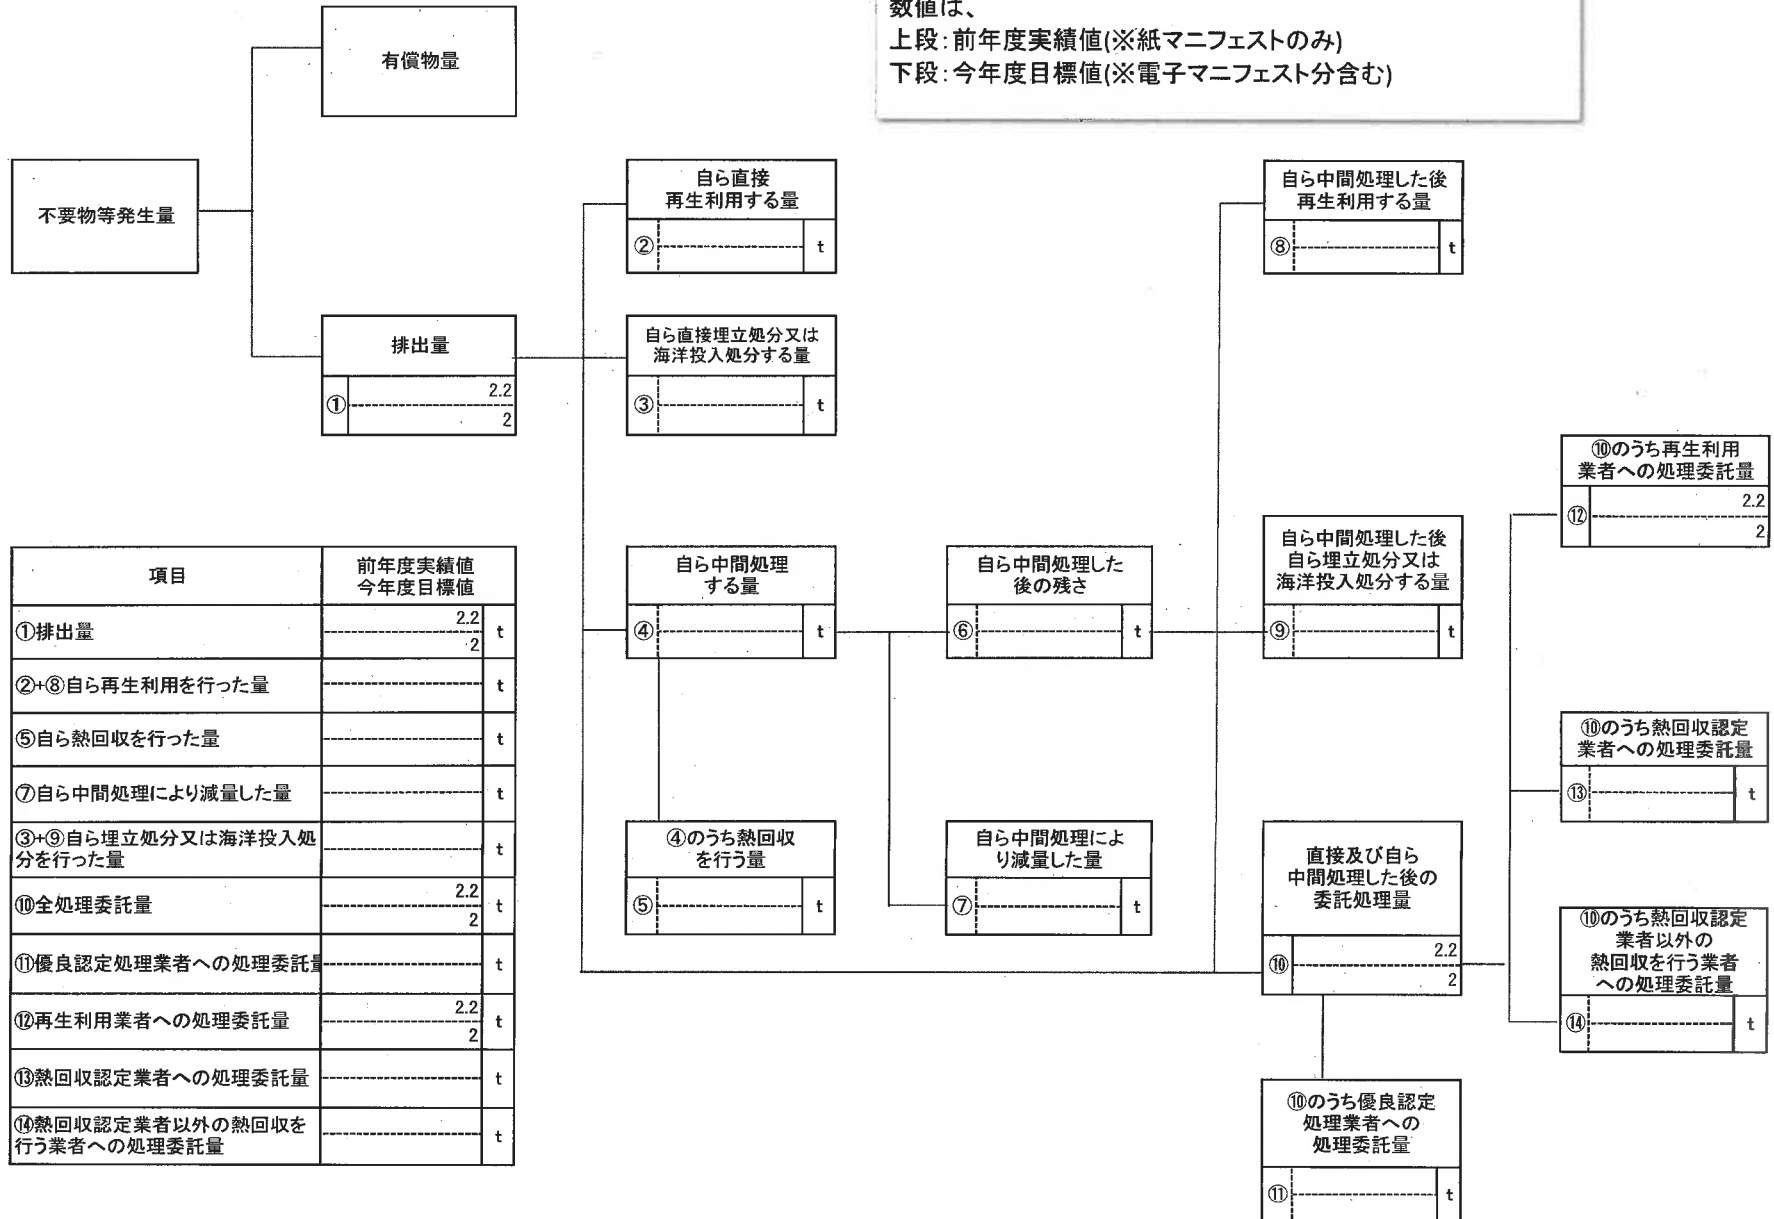 数値は、
上段：前年度実績値(※紙マニフェストのみ)
下段：今年度目標値(※電子マニフェスト分含む)
有償物量
不要物等発生量
排出量
①
2.2
2
自ら直接
再生利用する量
②
t
自ら直接埋立処分又は
海洋投入処分する量
③
t
自ら中間処理
する量
④
t
④のうち熱回収
を行う量
⑤
t
自ら中間処理した
後の残さ
⑥
t
自ら中間処理によ
り減量した量
⑦
t
自ら中間処理した後
再生利用する量
⑧
t
自ら中間処理した後
自ら埋立処分又は
海洋投入処分する量
⑨
t
直接及び自ら
中間処理した後の
委託処理量
⑩
2.2
2
⑩のうち優良認定
処理業者への
処理委託量
⑪
t
⑩のうち再生利用
業者への処理委託量
⑫
2.2
2
⑩のうち熱回収認定
業者への処理委託量
⑬
t
⑩のうち熱回収認定
業者以外の
熱回収を行う業者
への処理委託量
⑭
t
項目
前年度実績値
今年度目標値
①排出量
2.2
2
t
②+⑧自ら再生利用を行った量
t
⑤自ら熱回収を行った量
t
⑦自ら中間処理により減量した量
t
③+⑨自ら埋立処分又は海洋投入処
分を行った量
t
⑩全処理委託量
2.2
2
t
⑪優良認定処理業者への処理委託量
t
⑫再生利用業者への処理委託量
2.2
2
t
⑬熱回収認定業者への処理委託量
t
⑭熱回収認定業者以外の熱回収を
行う業者への処理委託量
t